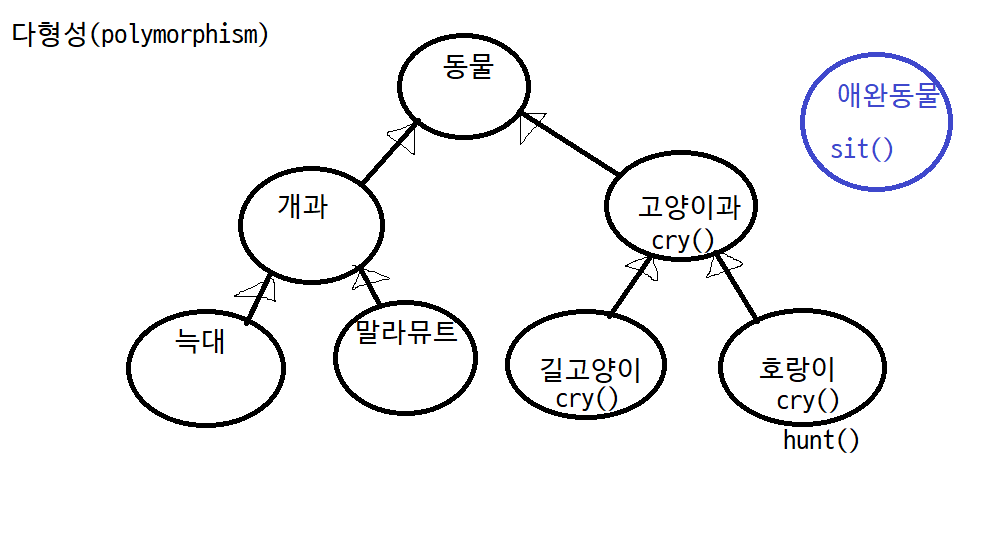 다형성(polymorphism)
동물
애완동물
sit()
개과
고양이과
cry()
늑대
말라뮤트
길고양이
cry()
호랑이
cry()
hunt()